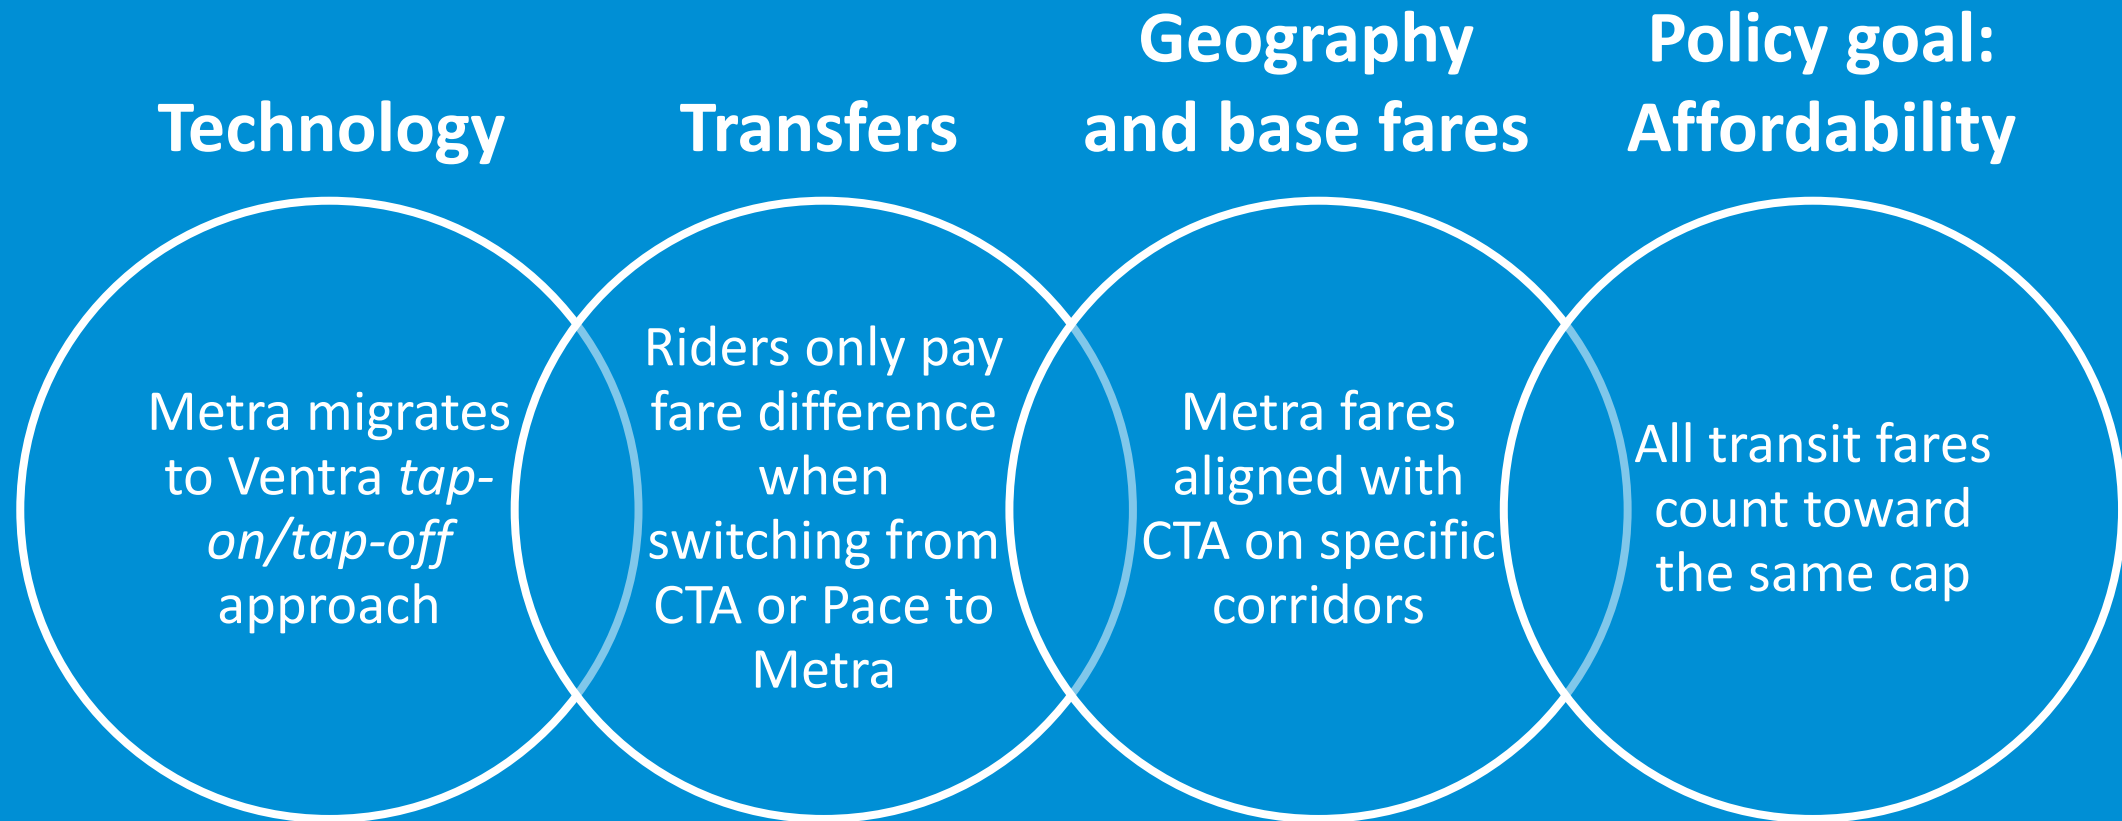 Technology
Metra migrates
to Ventra tap-
on/tap-off
approach
Transfers
Riders only pay
fare difference
when
switching from
CTA or Pace to
Metra
Geography
and base fares
Metra fares
aligned with
CTA on specific
corridors
Policy goal:
Affordability
All transit fares
count toward
the same cap